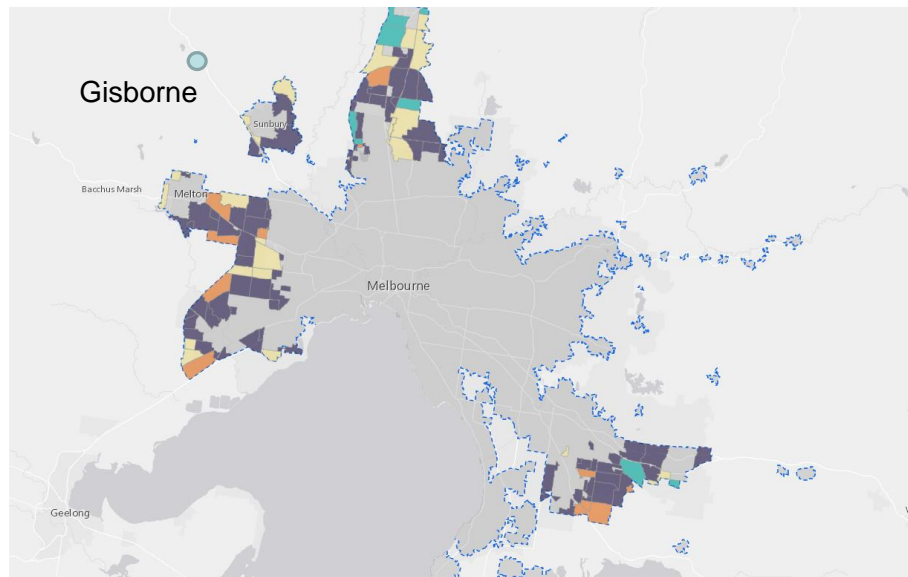 Gisborne
Sunbury
Bacchus Marsh
Melton
Melbourne
Geelong